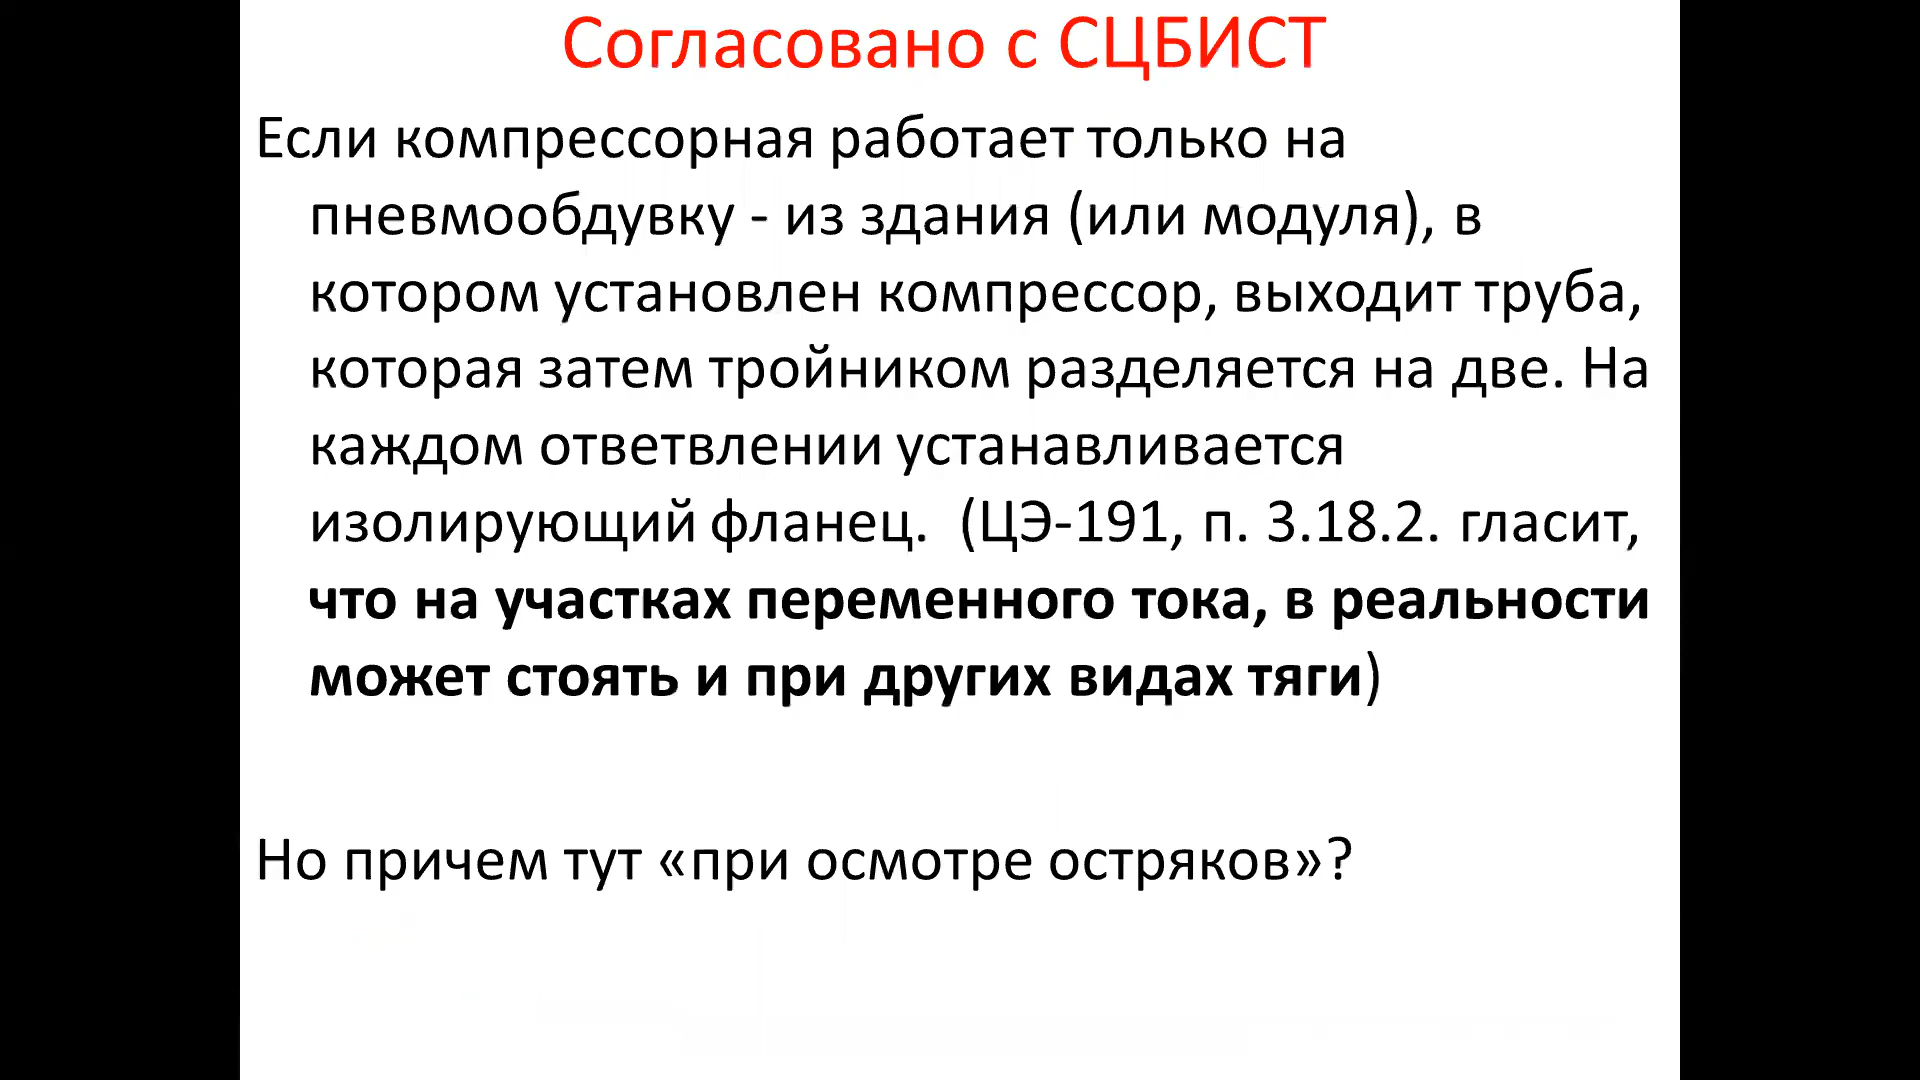 Согласовано с СЦБИСТ
Если компрессорная работает только на
пневмообдувку - из здания (или модуля), в
котором установлен компрессор, выходит труба,
которая затем тройником разделяется на две. На
каждом ответвлении устанавливается
изолирующий фланец.  (ЦЭ-191, п. 3.18.2. гласит,
что на участках переменного тока, в реальности
может стоять и при других видах тяги)
Но причем тут «при осмотре остряков»?